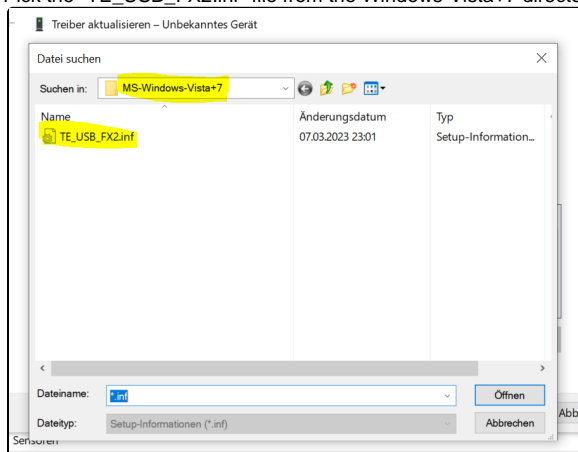 Pick the "TE_USB_FX2.inf" file from the Windows-Vista+7 directo
Treiber aktualisieren – Unbekanntes Gerät
Datei suchen
Suchen in: MS-Windows-Vista+7
Name Änderungsdatum Typ
TE_USB_FX2.inf 07.03.2023 23:01 Setup-Information...
Dateiname: *.inf Öffnen
Abb
Dateityp: Setup-Informationen (*.inf) Abbrechen
Sensoren